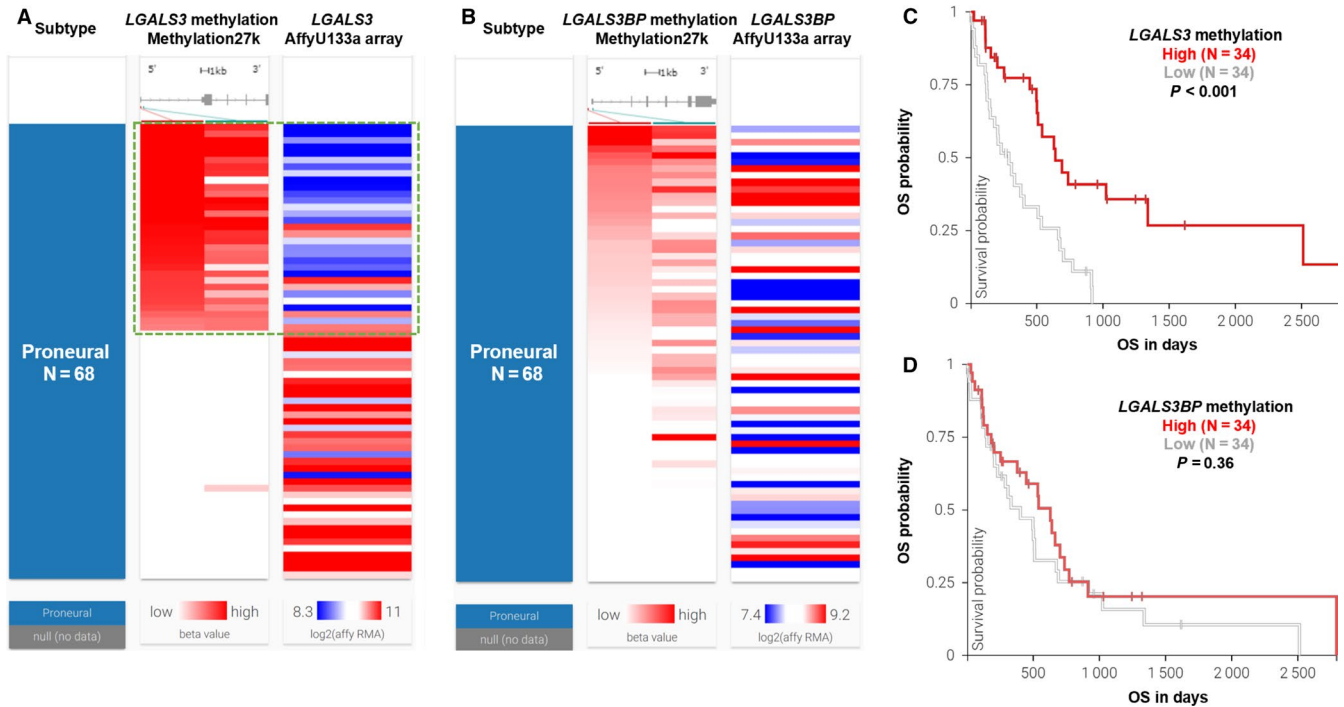 A
Subtype
LGALS3 methylation
Methylation27k
LGALS3
AffyU133a array
5' 1kb 3'
Proneural
N = 68
Proneural
null (no data)
low high
beta value
8.3 11
log2(affy RMA)
B
Subtype
LGALS3BP methylation
Methylation27k
LGALS3BP
AffyU133a array
5' 1kb 3'
Proneural
N = 68
Proneural
null (no data)
low high
beta value
7.4 9.2
log2(affy RMA)
C
LGALS3 methylation
High (N = 34)
Low (N = 34)
P < 0.001
OS probability
Survival probability
1
0.75
0.5
0.25
0
500 1 000 1 500 2 000 2 500
OS in days
D
LGALS3BP methylation
High (N = 34)
Low (N = 34)
P = 0.36
OS probability
Survival probability
1
0.75
0.5
0.25
0
500 1 000 1 500 2 000 2 500
OS in days